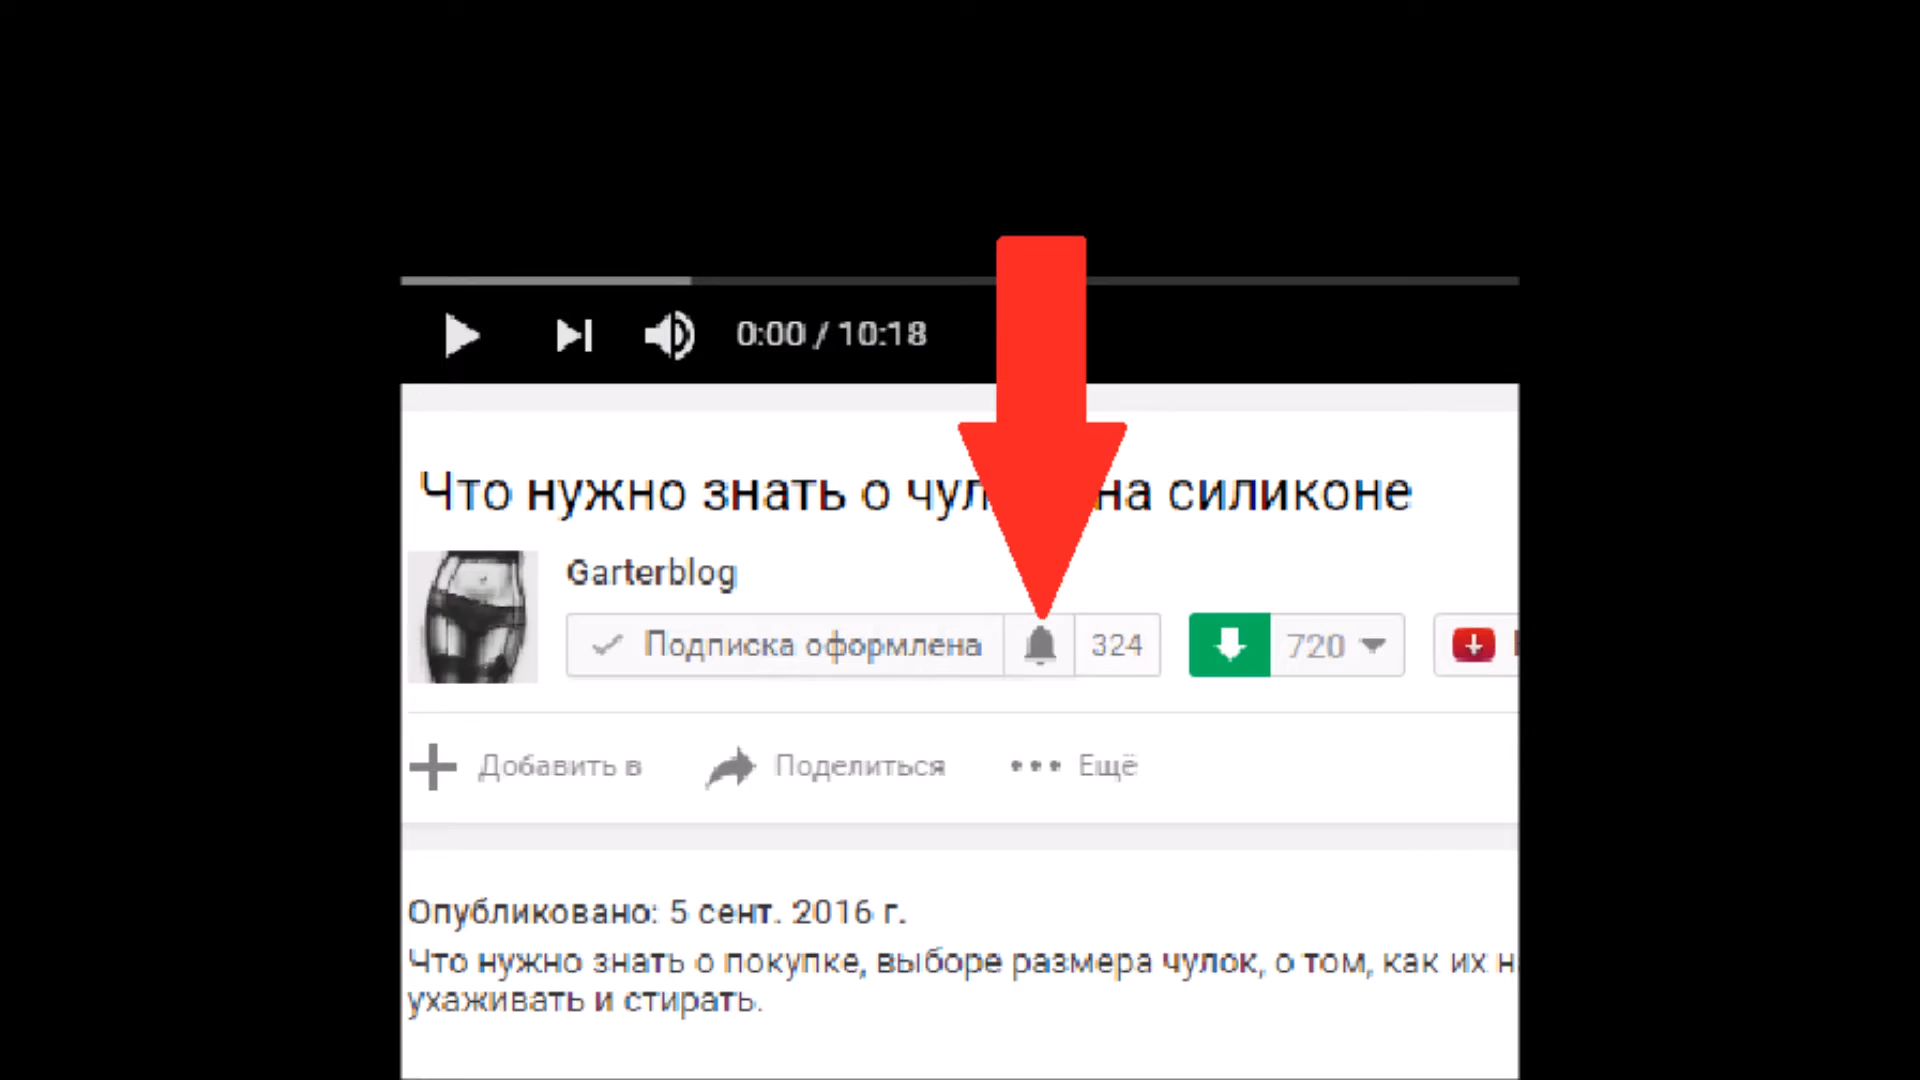 0:00 / 10:18
Что нужно знать о чул на силиконе
Garterblog
Подписка оформлена
324
720
Добавить в
Поделиться
Ещё
Опубликовано: 5 сент. 2016 г.
Что нужно знать о покупке, выборе размера чулок, о том, как их н
ухаживать и стирать.